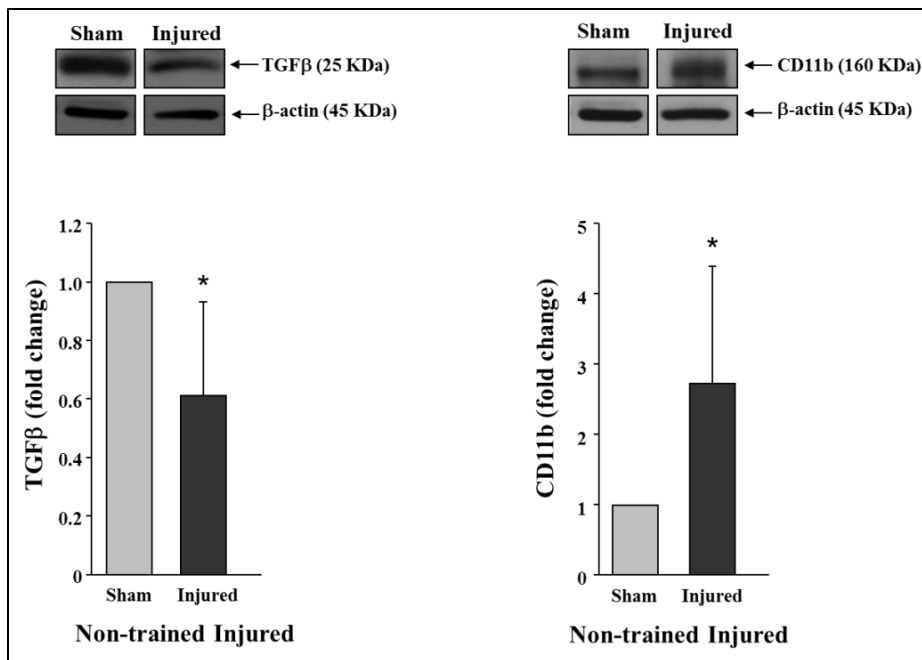 Sham Injured
TGFβ (25 KDa)
β-actin (45 KDa)
TGFβ (fold change)
1.2
1.0
0.8
0.6
0.4
0.2
0
*
Sham Injured
Non-trained Injured
Sham Injured
CD11b (160 KDa)
β-actin (45 KDa)
CD11b (fold change)
5
4
3
2
1
0
*
Sham Injured
Non-trained Injured